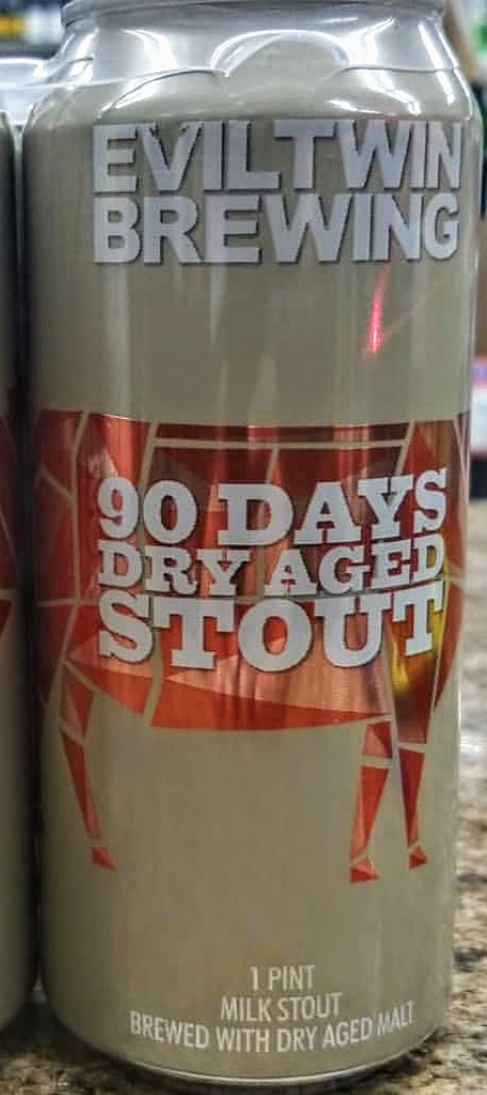 EVILTWIN
BREWING
90 DAYS
DRY AGED
STOUT
1 PINT
MILK STOUT
BREWED WITH DRY AGED MALT